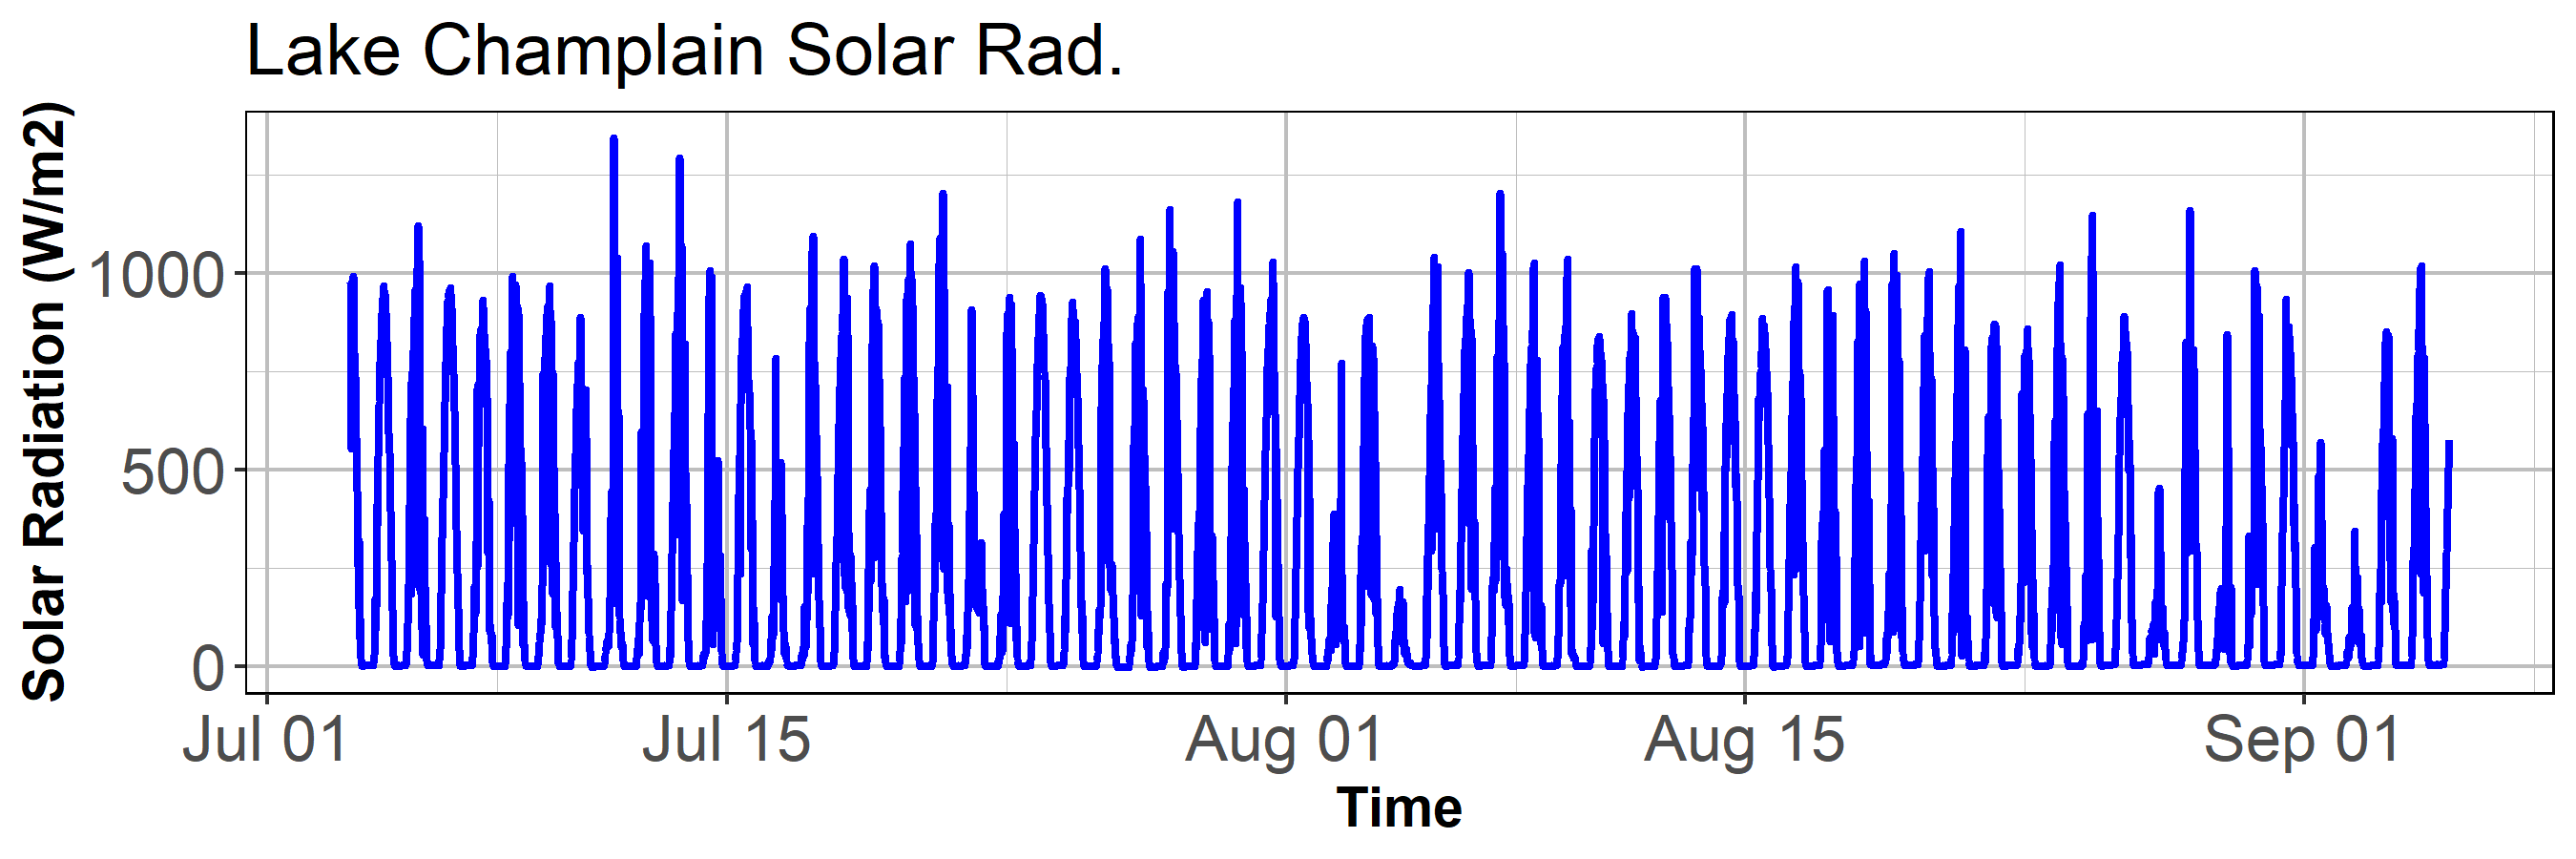 Lake Champlain Solar Rad.
Solar Radiation (W/m2)
1000
500
0
Jul 01
Jul 15
Aug 01
Aug 15
Sep 01
Time